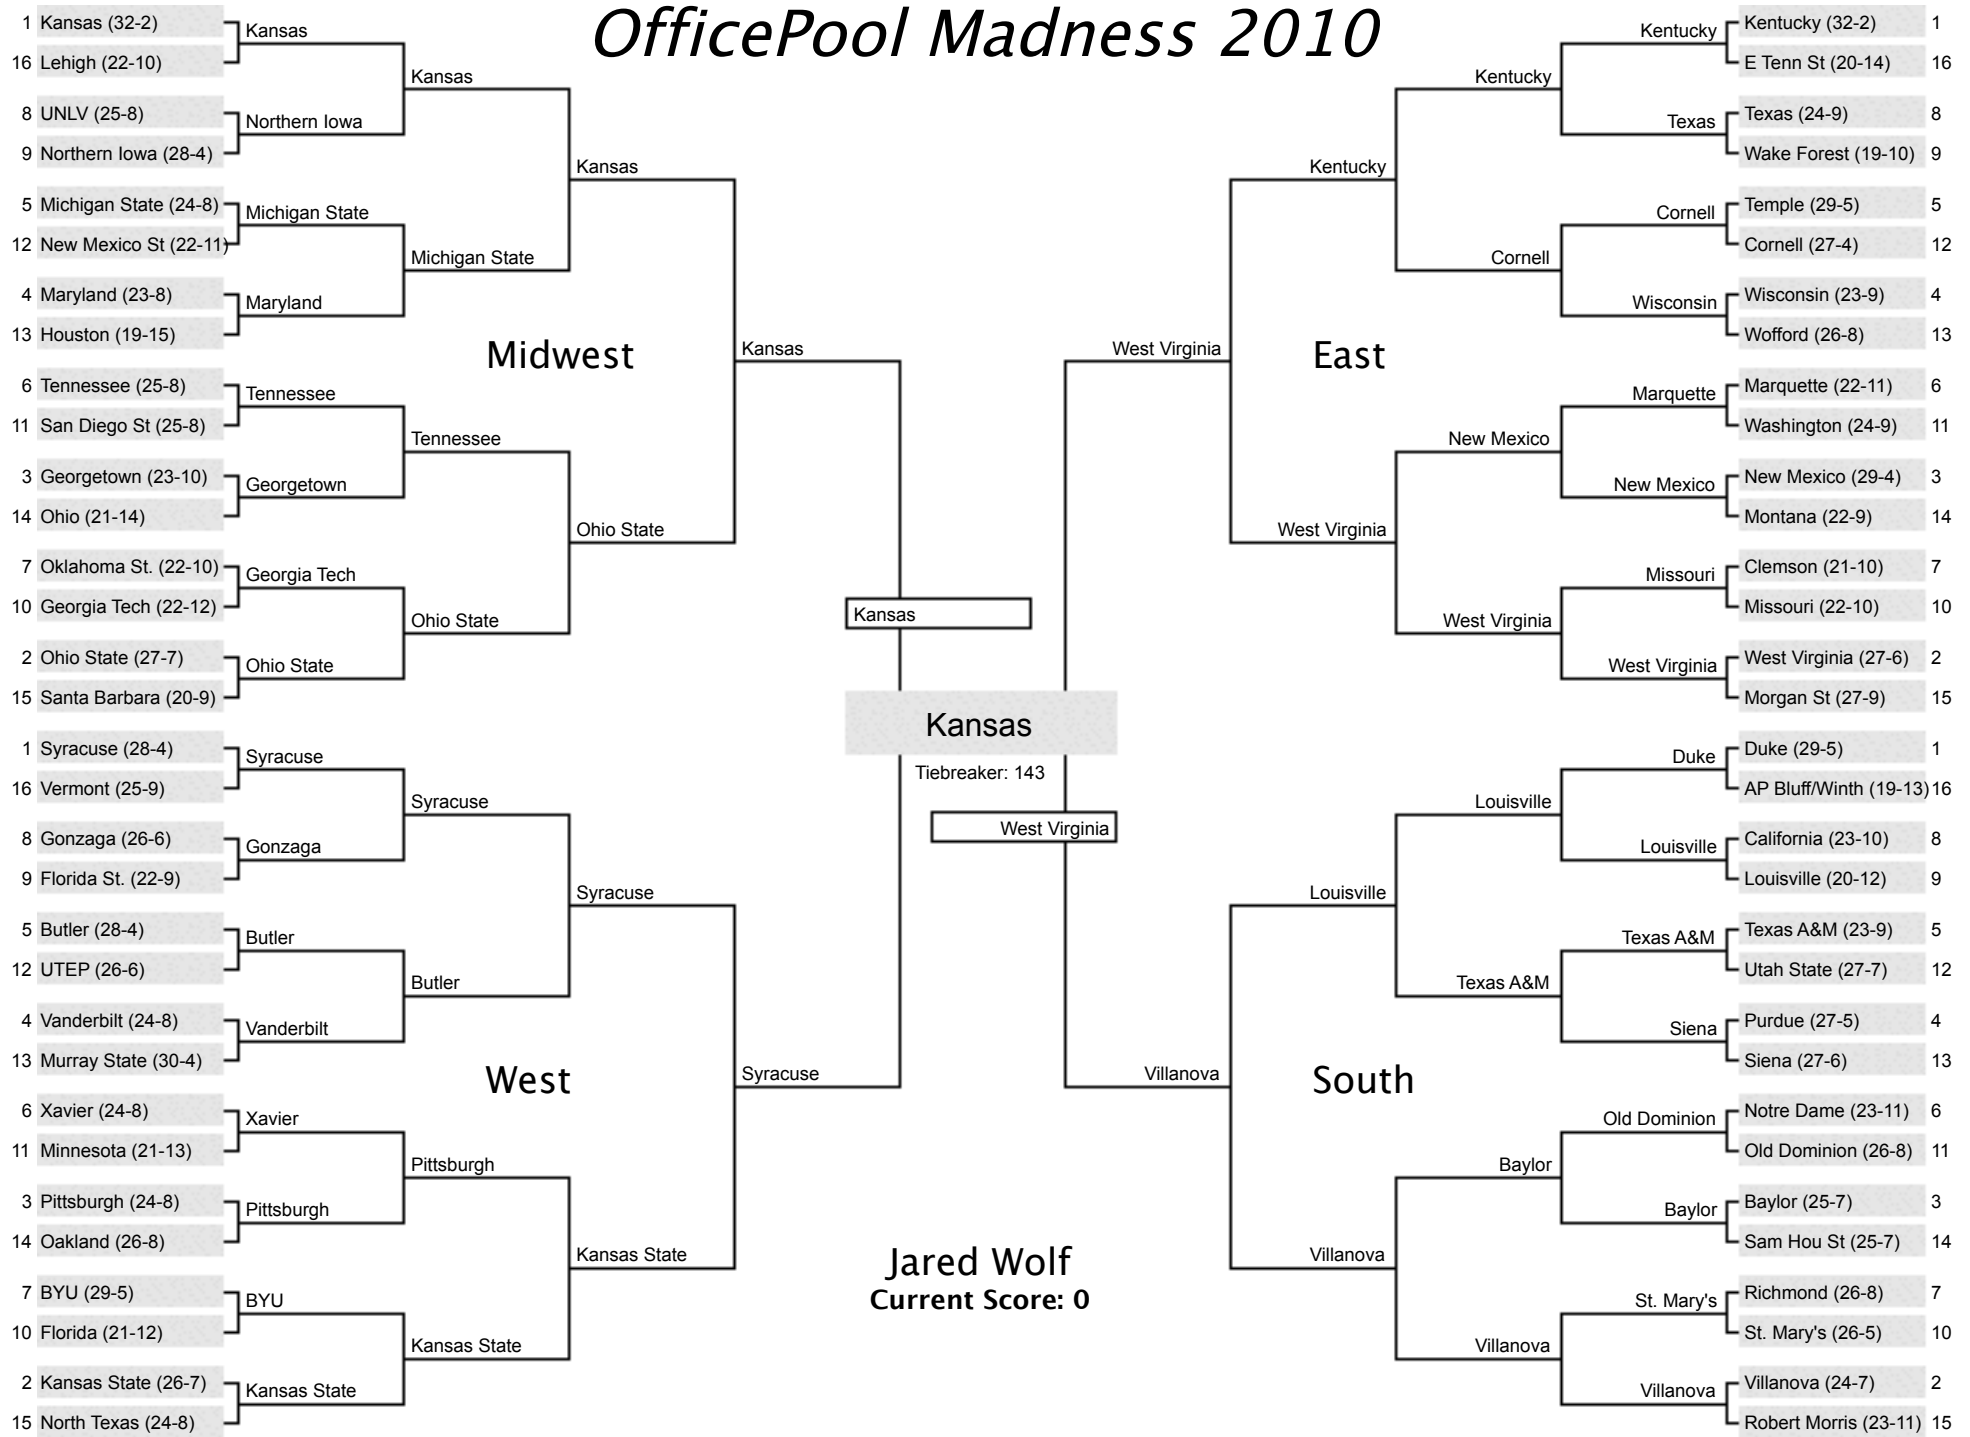 OfficePool Madness 2010
1 Kansas (32-2)
16 Lehigh (22-10)
8 UNLV (25-8)
9 Northern Iowa (28-4)
5 Michigan State (24-8)
12 New Mexico St (22-11)
4 Maryland (23-8)
13 Houston (19-15)
6 Tennessee (25-8)
11 San Diego St (25-8)
3 Georgetown (23-10)
14 Ohio (21-14)
7 Oklahoma St. (22-10)
10 Georgia Tech (22-12)
2 Ohio State (27-7)
15 Santa Barbara (20-9)
Kansas
Northern Iowa
Michigan State
Maryland
Tennessee
Georgetown
Georgia Tech
Ohio State
Kansas
Michigan State
Tennessee
Ohio State
Kansas
Ohio State
Midwest
Kansas
1 Syracuse (28-4)
16 Vermont (25-9)
8 Gonzaga (26-6)
9 Florida St. (22-9)
5 Butler (28-4)
12 UTEP (26-6)
4 Vanderbilt (24-8)
13 Murray State (30-4)
6 Xavier (24-8)
11 Minnesota (21-13)
3 Pittsburgh (24-8)
14 Oakland (26-8)
7 BYU (29-5)
10 Florida (21-12)
2 Kansas State (26-7)
15 North Texas (24-8)
Syracuse
Gonzaga
Butler
Vanderbilt
Xavier
Pittsburgh
BYU
Kansas State
Syracuse
Butler
Pittsburgh
Kansas State
Syracuse
Kansas State
West
Syracuse
Kansas
Kansas
Tiebreaker: 143
West Virginia
Jared Wolf
Current Score: 0
West Virginia
East
Kentucky
West Virginia
Kentucky
Cornell
New Mexico
West Virginia
Kentucky
Texas
Cornell
Wisconsin
Marquette
New Mexico
Missouri
West Virginia
Kentucky (32-2) 1
E Tenn St (20-14) 16
Texas (24-9) 8
Wake Forest (19-10) 9
Temple (29-5) 5
Cornell (27-4) 12
Wisconsin (23-9) 4
Wofford (26-8) 13
Marquette (22-11) 6
Washington (24-9) 11
New Mexico (29-4) 3
Montana (22-9) 14
Clemson (21-10) 7
Missouri (22-10) 10
West Virginia (27-6) 2
Morgan St (27-9) 15
Villanova
South
Louisville
Villanova
Louisville
Texas A&M
Baylor
Villanova
Duke
Louisville
Texas A&M
Siena
Old Dominion
Baylor
St. Mary's
Villanova
Duke (29-5) 1
AP Bluff/Winth (19-13) 16
California (23-10) 8
Louisville (20-12) 9
Texas A&M (23-9) 5
Utah State (27-7) 12
Purdue (27-5) 4
Siena (27-6) 13
Notre Dame (23-11) 6
Old Dominion (26-8) 11
Baylor (25-7) 3
Sam Hou St (25-7) 14
Richmond (26-8) 7
St. Mary's (26-5) 10
Villanova (24-7) 2
Robert Morris (23-11) 15